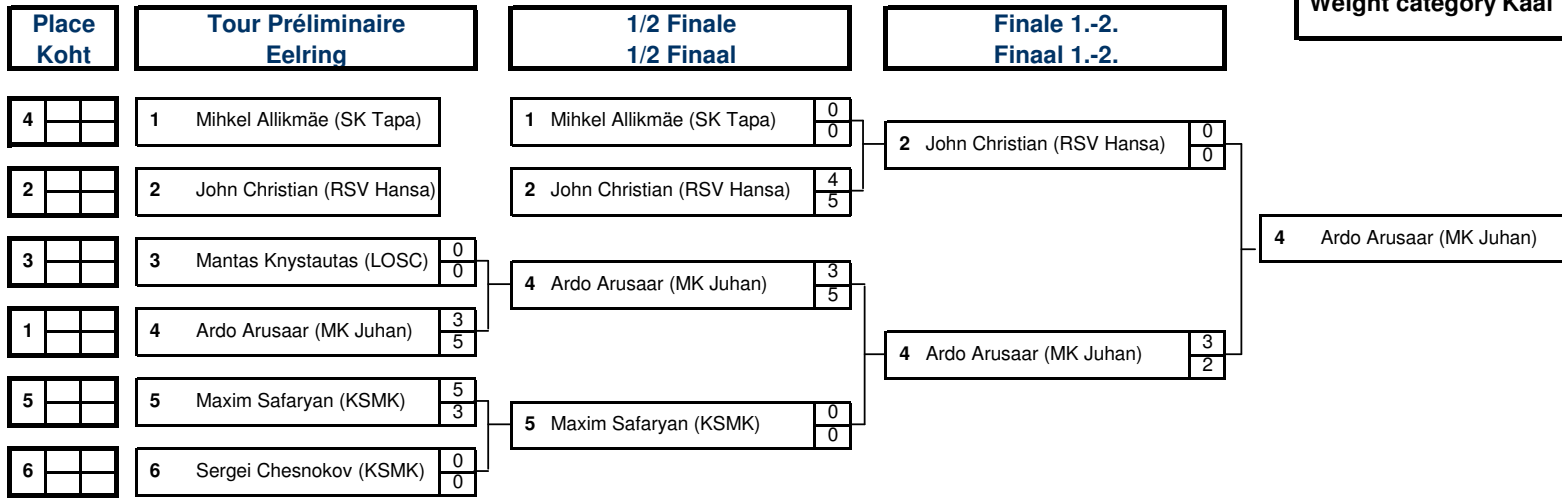 Weight category Kaal
Place Tour Préliminaire 1/2 Finale Finale 1.-2.
Koht Eelring 1/2 Finaal Finaal 1.-2.
4 1 Mihkel Allikmäe (SK Tapa)
1 Mihkel Allikmäe (SK Tapa) 0
0
2 John Christian (RSV Hansa) 0
0
2 2 John Christian (RSV Hansa)
2 John Christian (RSV Hansa) 4
5
4 Ardo Arusaar (MK Juhan)
3 3 Mantas Knystautas (LOSC) 0
0
4 Ardo Arusaar (MK Juhan) 3
5
1 4 Ardo Arusaar (MK Juhan) 3
5
4 Ardo Arusaar (MK Juhan) 3
2
5 5 Maxim Safaryan (KSMK) 5
3
5 Maxim Safaryan (KSMK) 0
0
6 6 Sergei Chesnokov (KSMK) 0
0